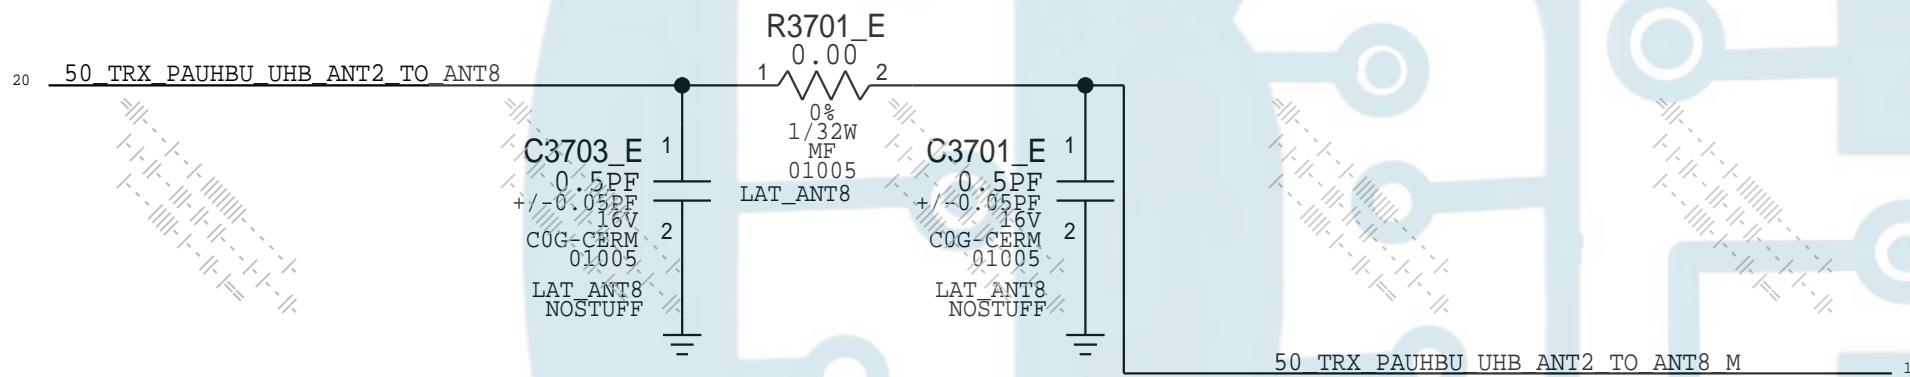 R3701_E
0.00
20 50_TRX_PAUHBU_UHB_ANT2_TO_ANT8
1 2
0%
1/32W
MF
01005
LAT_ANT8
C3703_E 1
0.5PF
+/-0.05PF
16V
2
C0G-CERM
01005
LAT_ANT8
NOSTUFF
C3701_E 1
0.5PF
+/-0.05PF
16V
2
C0G-CERM
01005
LAT_ANT8
NOSTUFF
50_TRX_PAUHBU_UHB_ANT2_TO_ANT8_M